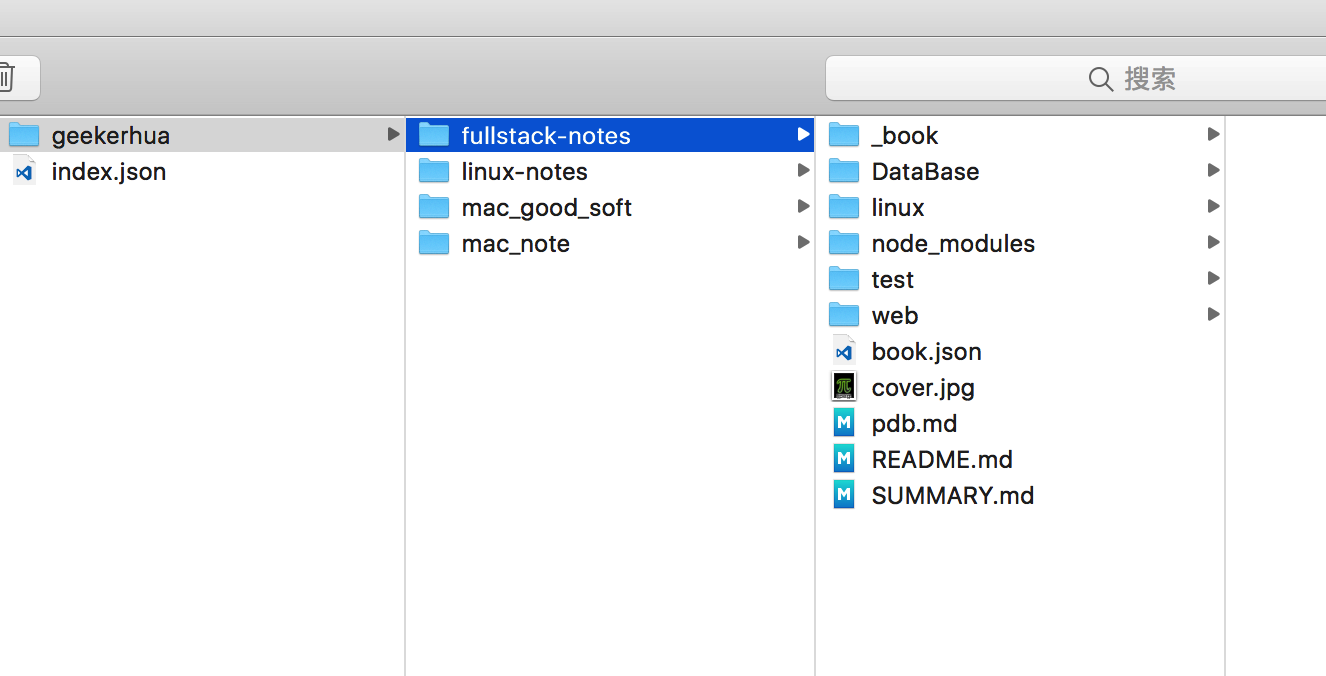 搜索
geekerhua
index.json
fullstack-notes
linux-notes
mac_good_soft
mac_note
_book
DataBase
linux
node_modules
test
web
book.json
cover.jpg
pdb.md
README.md
SUMMARY.md